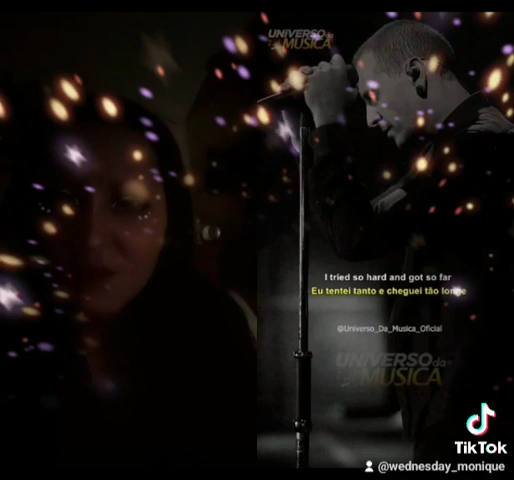 UNIVERSO da
MUSICA
I tried so hard and got so far
Eu tentei tanto e cheguei tão longe
@Universo_Da_Musica_Oficial
UNIVERSO da
MUSICA
TikTok
@wednesday_monique